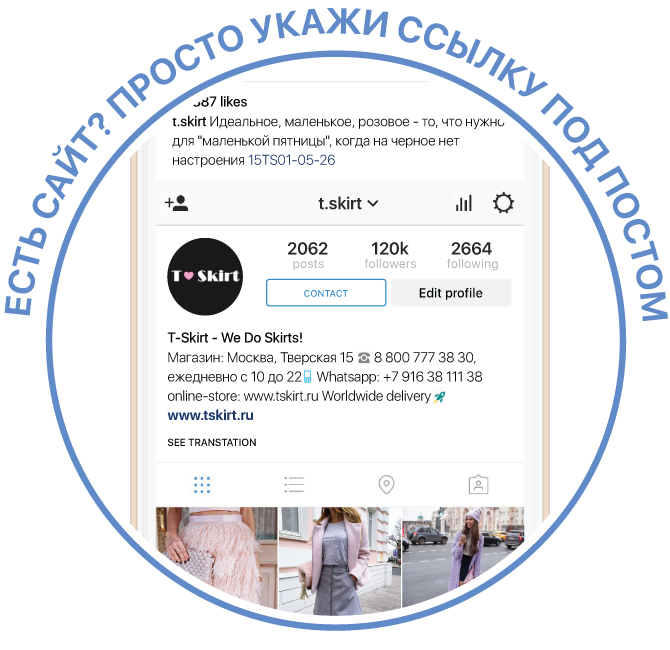 ЕСТЬ САЙТ? ПРОСТО УКАЖИ ССЫЛКУ ПОД ПОСТОМ
587 likes
t.skirt Идеальное, маленькое, розовое - то, что нужно
для "маленькой пятницы", когда на черное нет
настроения 15TS01-05-26
t.skirt
T Skirt
2062 120k 2664
posts followers following
CONTACT Edit profile
T-Skirt - We Do Skirts!
Магазин: Москва, Тверская 15 ☎ 8 800 777 38 30,
ежедневно с 10 до 22 Whatsapp: +7 916 38 111 38
online-store: www.tskirt.ru Worldwide delivery
www.tskirt.ru
SEE TRANSTATION